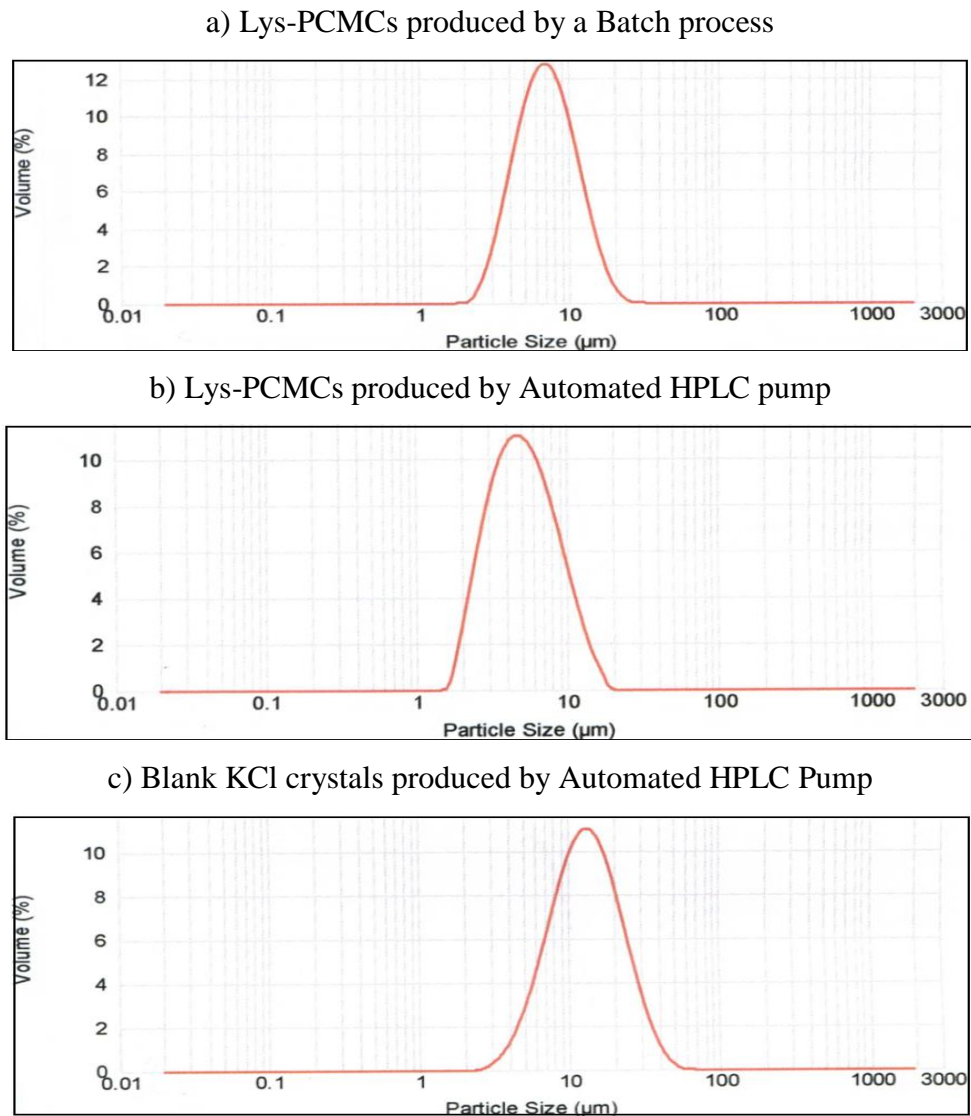 a) Lys-PCMCs produced by a Batch process
12
10
8
6
4
2
0
Volume (%)
0.01 0.1 1 10 100 1000 3000
Particle Size (µm)
b) Lys-PCMCs produced by Automated HPLC pump
10
8
6
4
2
0
Volume (%)
0.01 0.1 1 10 100 1000 3000
Particle Size (µm)
c) Blank KCl crystals produced by Automated HPLC Pump
10
8
6
4
2
0
Volume (%)
0.01 0.1 1 10 100 1000 3000
Particle Size (µm)